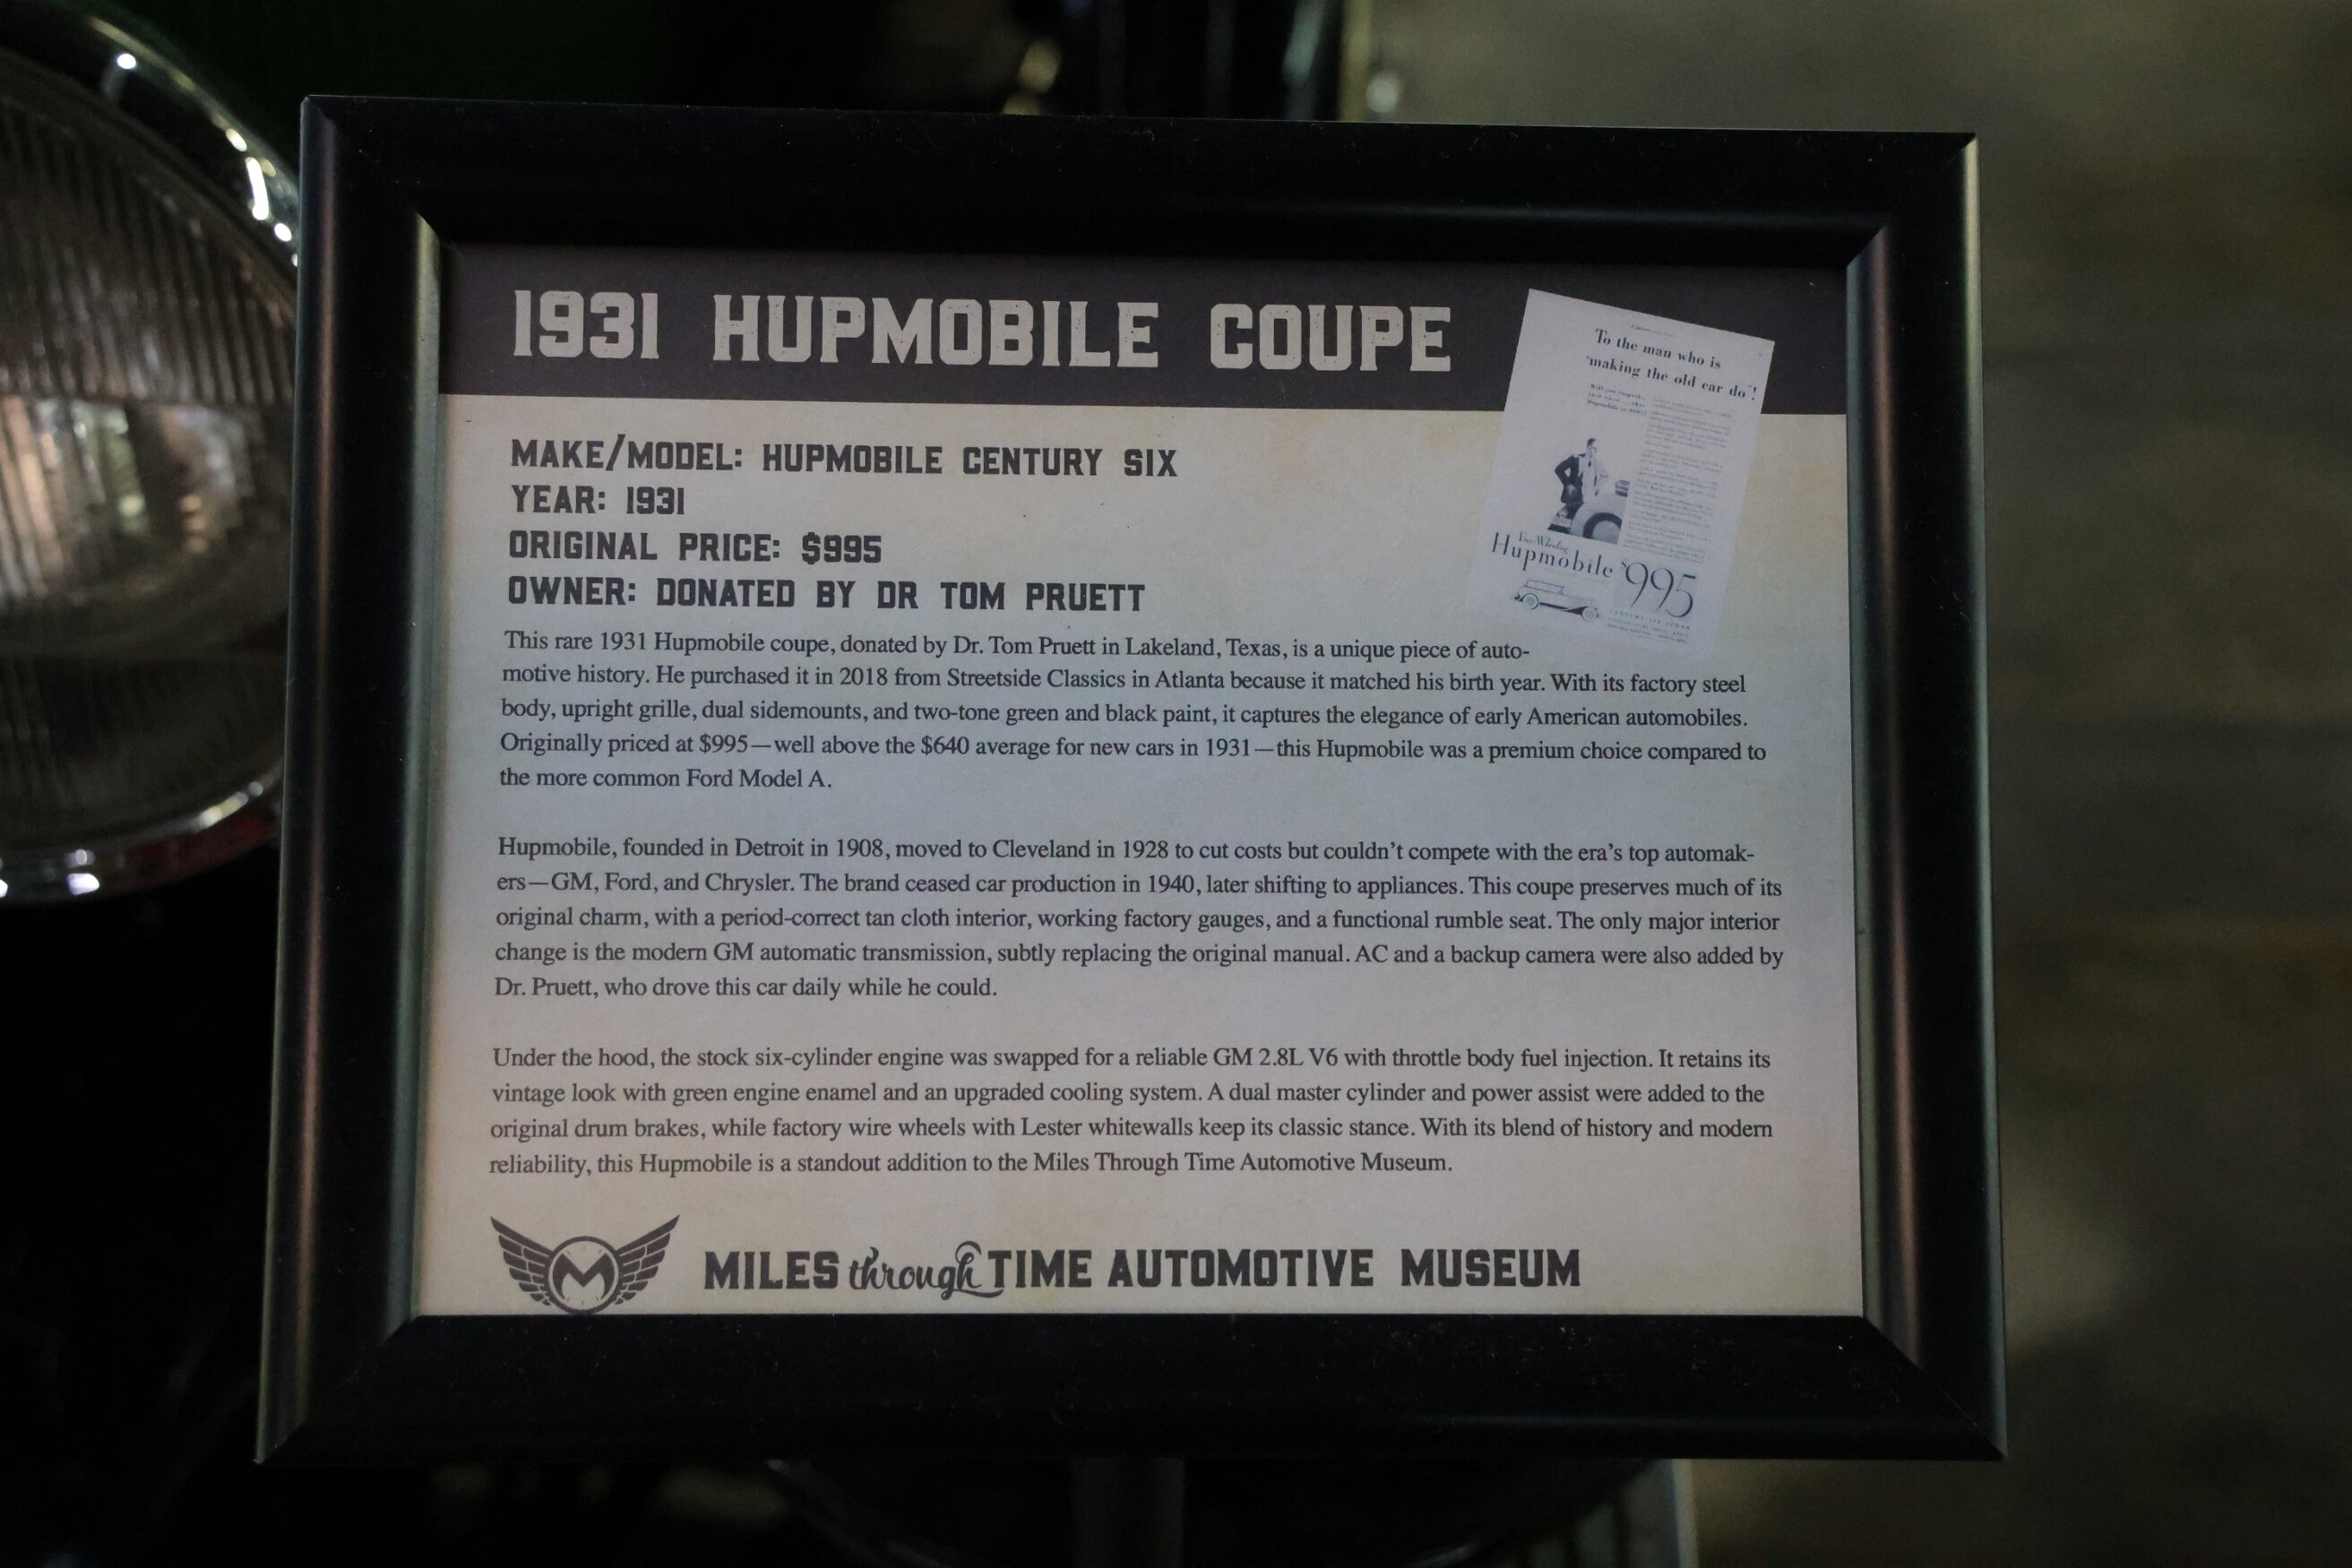 1931 HUPMOBILE COUPE
To the man who is
"making the old car do"!
Hupmobile $995
MAKE/MODEL: HUPMOBILE CENTURY SIX
YEAR: 1931
ORIGINAL PRICE: $995
OWNER: DONATED BY DR TOM PRUETT
This rare 1931 Hupmobile coupe, donated by Dr. Tom Pruett in Lakeland, Texas, is a unique piece of auto-
motive history. He purchased it in 2018 from Streetside Classics in Atlanta because it matched his birth year. With its factory steel
body, upright grille, dual sidemounts, and two-tone green and black paint, it captures the elegance of early American automobiles.
Originally priced at $995—well above the $640 average for new cars in 1931—this Hupmobile was a premium choice compared to
the more common Ford Model A.
Hupmobile, founded in Detroit in 1908, moved to Cleveland in 1928 to cut costs but couldn't compete with the era's top automak-
ers—GM, Ford, and Chrysler. The brand ceased car production in 1940, later shifting to appliances. This coupe preserves much of its
original charm, with a period-correct tan cloth interior, working factory gauges, and a functional rumble seat. The only major interior
change is the modern GM automatic transmission, subtly replacing the original manual. AC and a backup camera were also added by
Dr. Pruett, who drove this car daily while he could.
Under the hood, the stock six-cylinder engine was swapped for a reliable GM 2.8L V6 with throttle body fuel injection. It retains its
vintage look with green engine enamel and an upgraded cooling system. A dual master cylinder and power assist were added to the
original drum brakes, while factory wire wheels with Lester whitewalls keep its classic stance. With its blend of history and modern
reliability, this Hupmobile is a standout addition to the Miles Through Time Automotive Museum.
M MILES through TIME AUTOMOTIVE MUSEUM